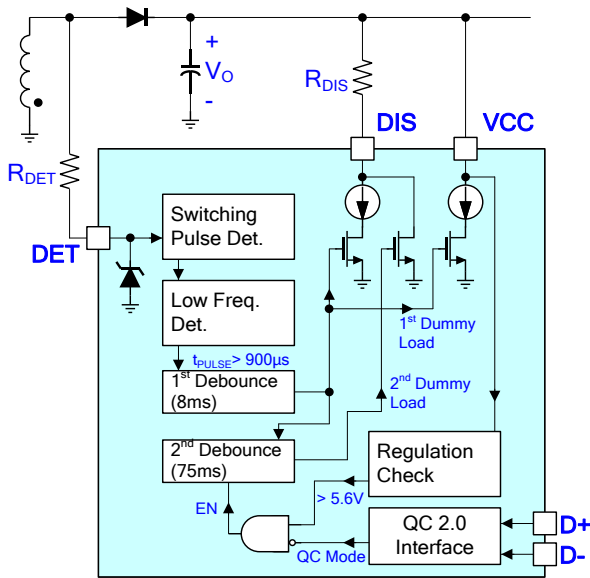 +
VO
-
RDIS
DIS
VCC
RDET
DET
Switching
Pulse Det.
Low Freq.
Det.
tPULSE> 900µs
1st Debounce
(8ms)
1st Dummy
Load
2nd Dummy
Load
2nd Debounce
(75ms)
Regulation
Check
EN
> 5.6V
QC Mode
QC 2.0
Interface
D+
D-